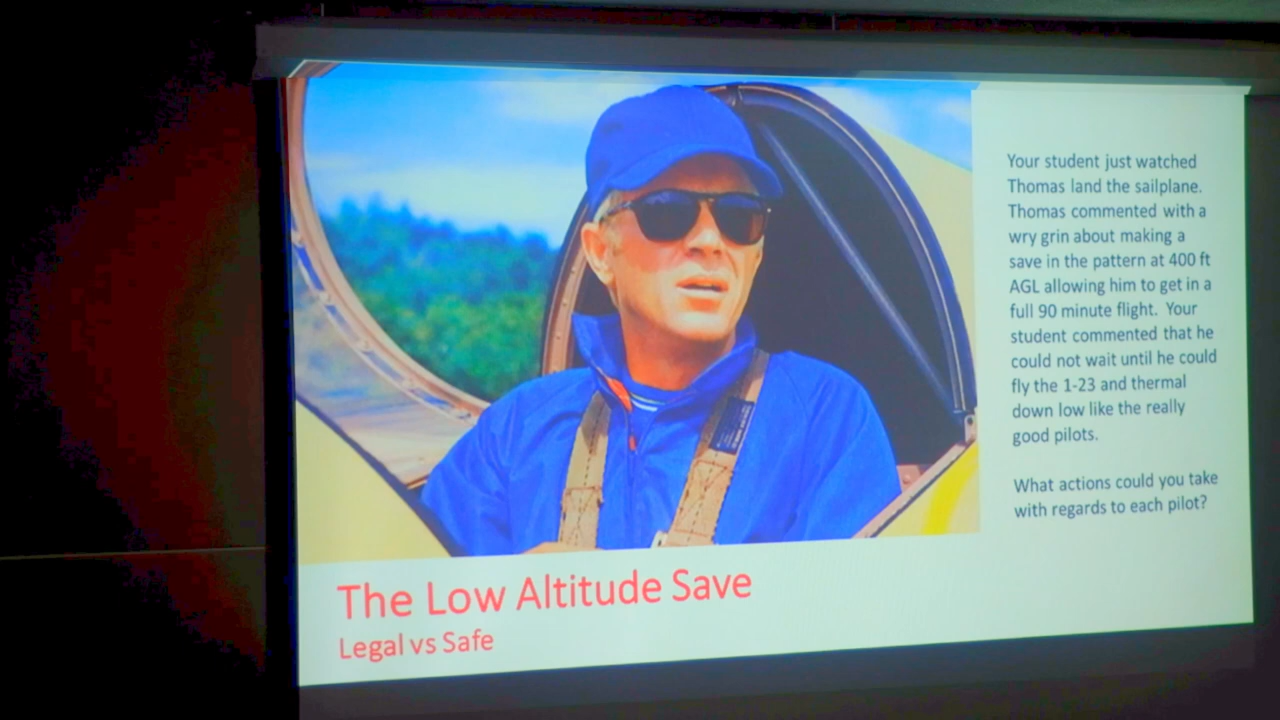 Your student just watched
Thomas land the sailplane.
Thomas commented with a
wry grin about making a
save in the pattern at 400 ft
AGL allowing him to get in a
full 90 minute flight. Your
student commented that he
could not wait until he could
fly the 1-23 and thermal
down low like the really
good pilots.
What actions could you take
with regards to each pilot?
The Low Altitude Save
Legal vs Safe